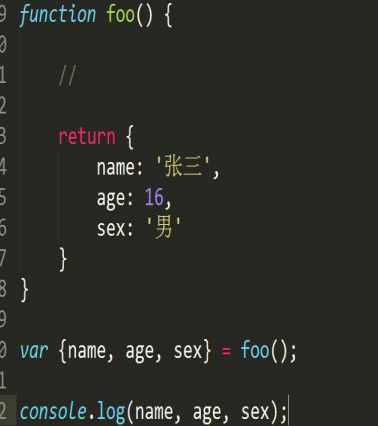 9 function foo() {
0
1 //
2
3 return {
4 name: '张三',
5 age: 16,
6 sex: '男'
7 }
8 }
9
0 var {name, age, sex} = foo();
1
2 console.log(name, age, sex);